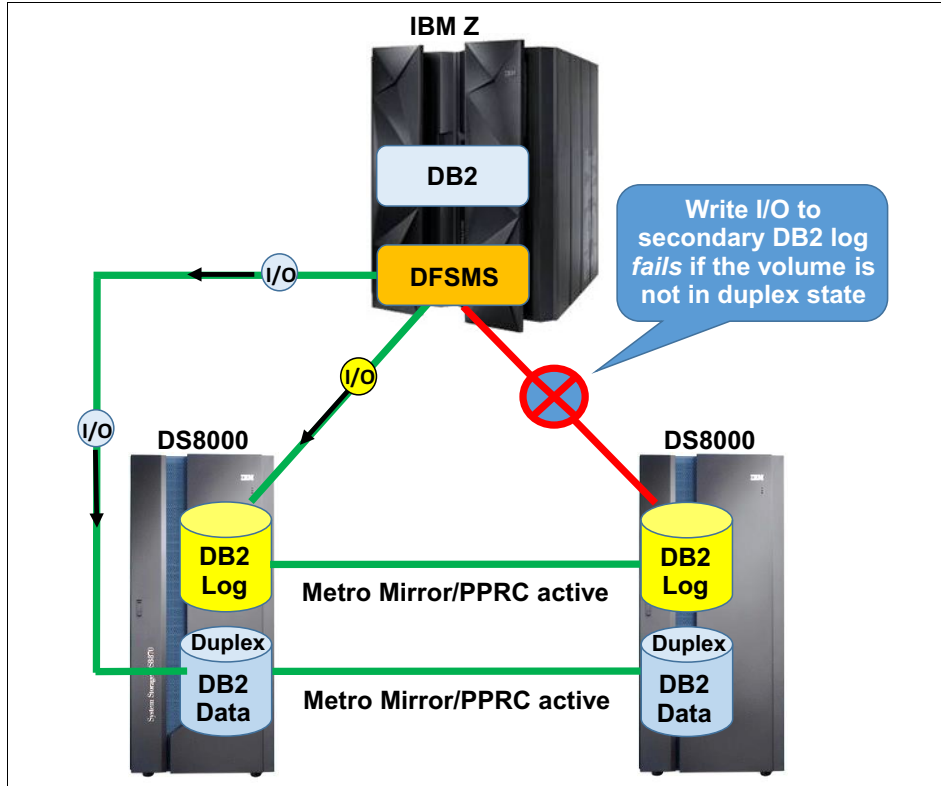 IBM Z
DB2
Write I/O to
secondary DB2 log
fails if the volume is
not in duplex state
DFSMS
I/O
I/O
I/O
DS8000
DS8000
DB2
Log
DB2
Log
Metro Mirror/PPRC active
Duplex
DB2
Data
Duplex
DB2
Data
Metro Mirror/PPRC active